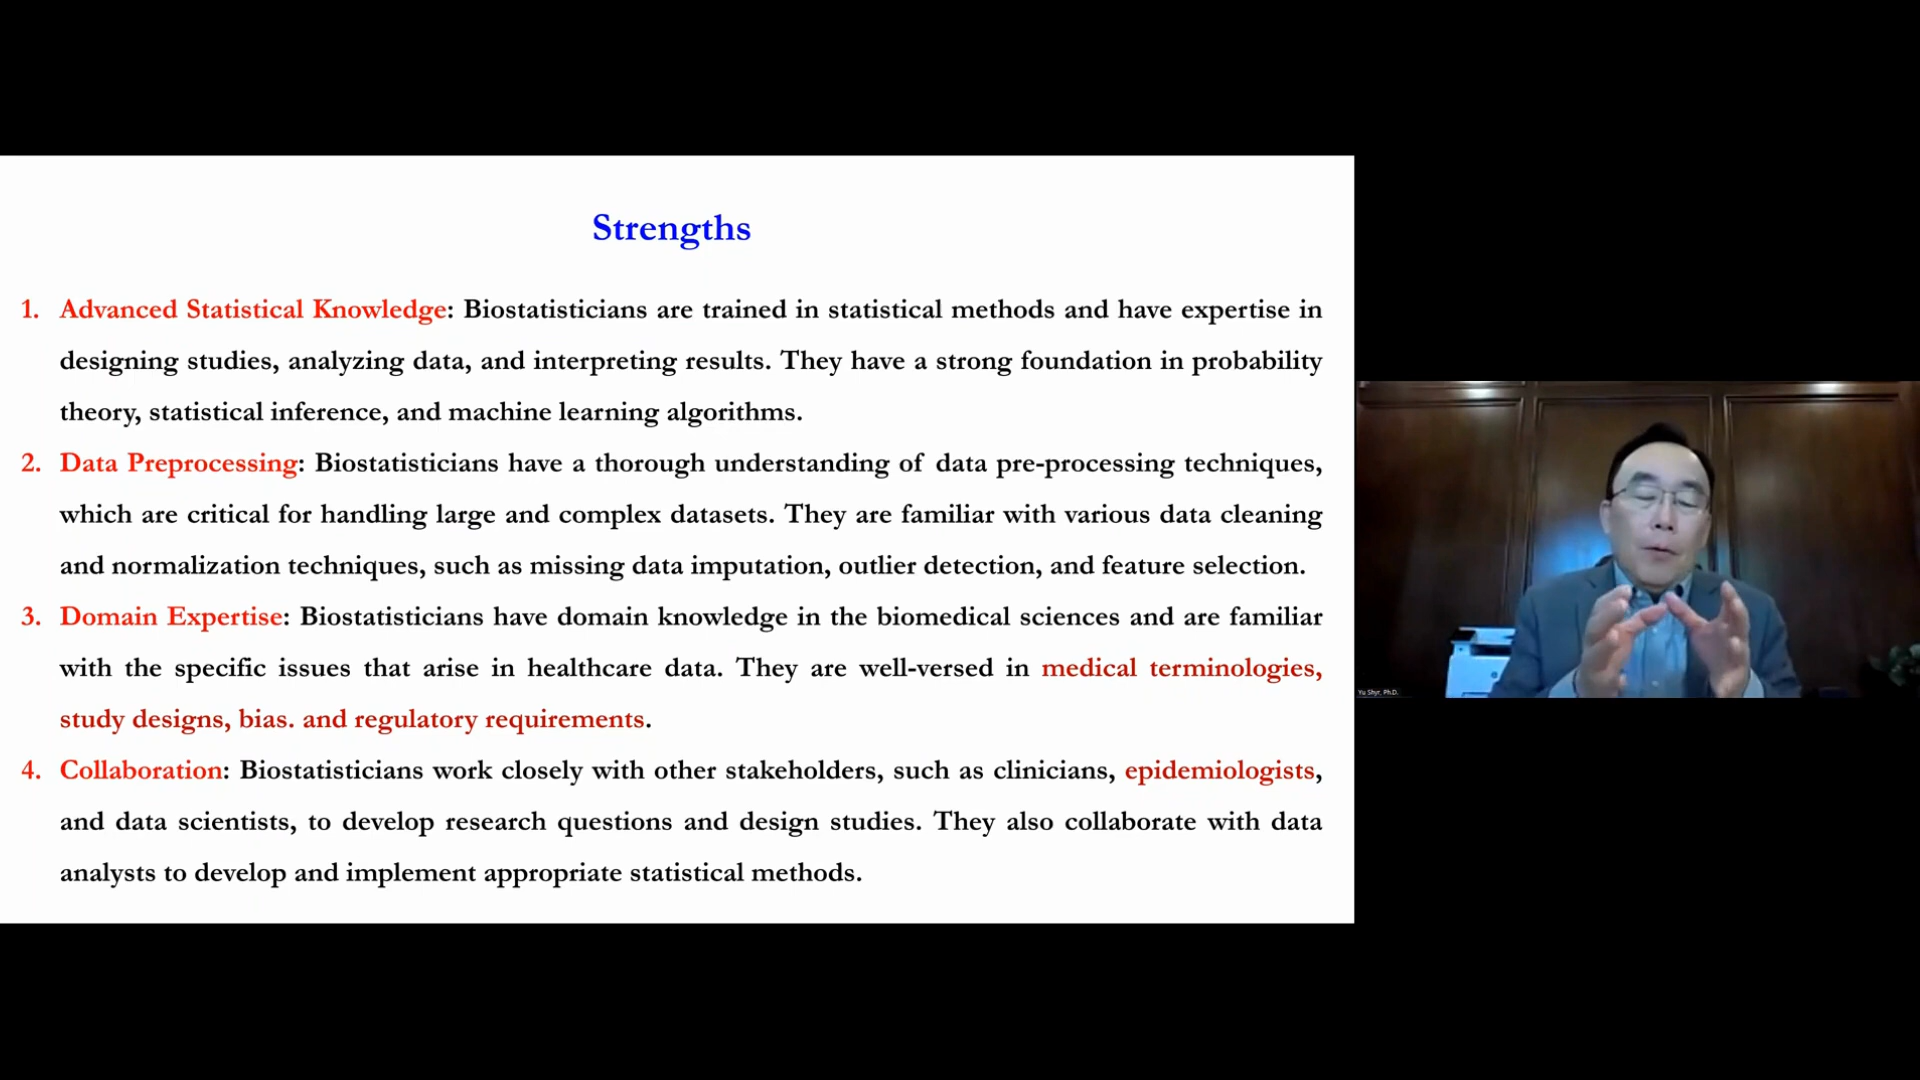 Strengths
1. Advanced Statistical Knowledge: Biostatisticians are trained in statistical methods and have expertise in
designing studies, analyzing data, and interpreting results. They have a strong foundation in probability
theory, statistical inference, and machine learning algorithms.
2. Data Preprocessing: Biostatisticians have a thorough understanding of data pre-processing techniques,
which are critical for handling large and complex datasets. They are familiar with various data cleaning
and normalization techniques, such as missing data imputation, outlier detection, and feature selection.
3. Domain Expertise: Biostatisticians have domain knowledge in the biomedical sciences and are familiar
with the specific issues that arise in healthcare data. They are well-versed in medical terminologies,
study designs, bias. and regulatory requirements.
4. Collaboration: Biostatisticians work closely with other stakeholders, such as clinicians, epidemiologists,
and data scientists, to develop research questions and design studies. They also collaborate with data
analysts to develop and implement appropriate statistical methods.
Yu Shyr, Ph.D.